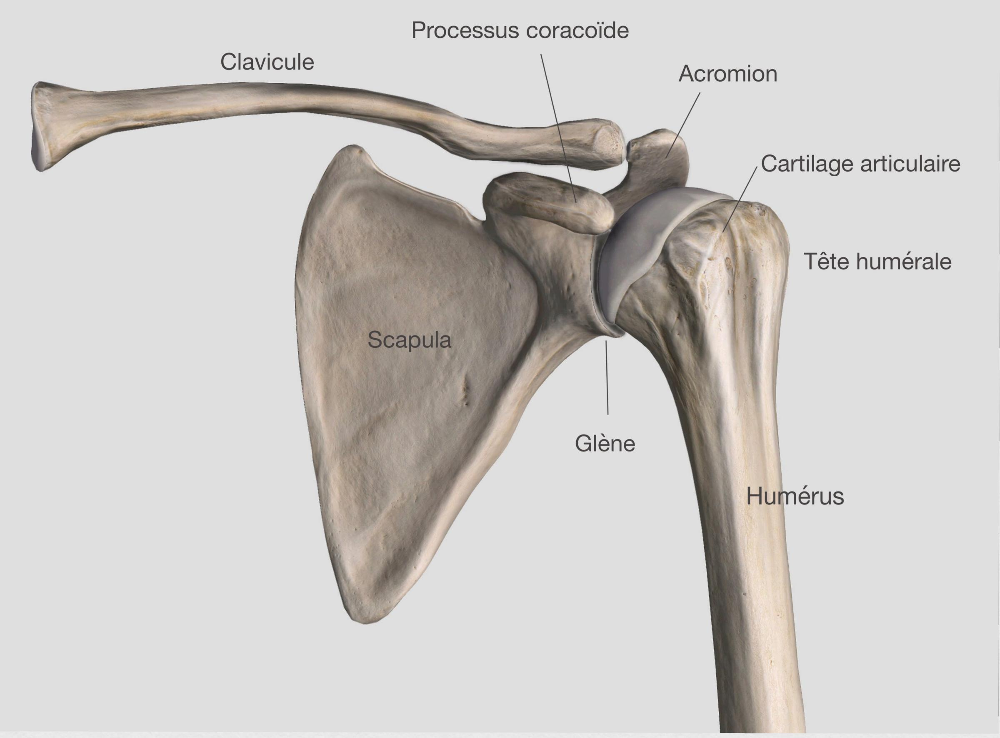 Processus coracoïde
Clavicule
Acromion
Cartilage articulaire
Tête humérale
Scapula
Glène
Humérus